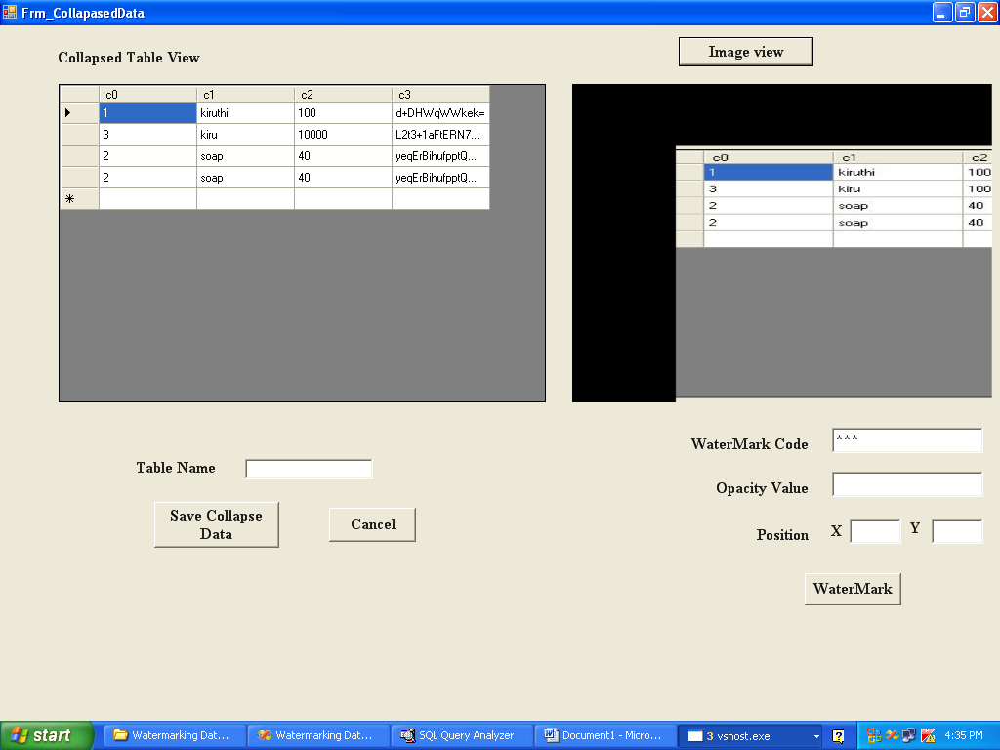 Frm_CollapasedData
Collapsed Table View
Image view
c0 c1 c2 c3
1 kiruthi 100 d+DHWqWWkek=
3 kiru 10000 L2t3+1aFtERN7...
2 soap 40 yeqErBihufpptQ...
2 soap 40 yeqErBihufpptQ...
*
c0 c1 c2
1 kiruthi 100
3 kiru 100
2 soap 40
2 soap 40
WaterMark Code ***
Table Name
Opacity Value
Save Collapse
Data
Cancel
Position X Y
WaterMark
start Watermarking Dat... Watermarking Dat... SQL Query Analyzer Document1 - Micro... 3 vshost.exe 4:35 PM